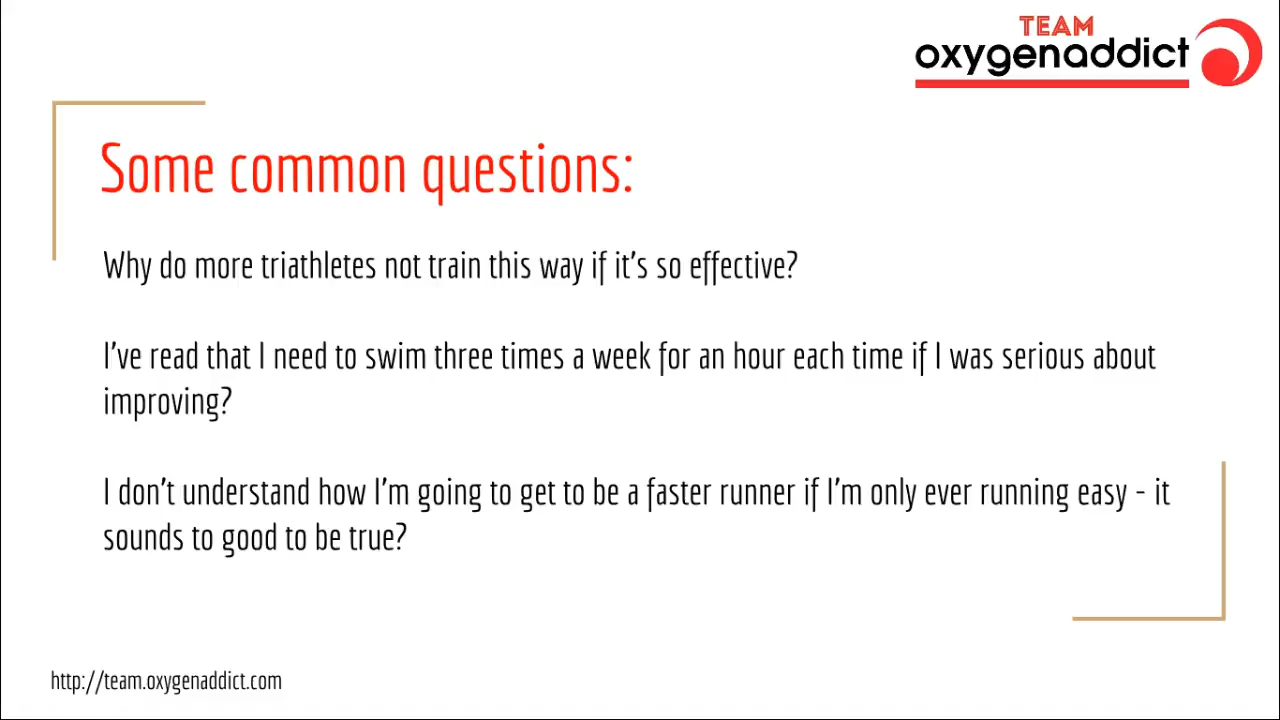 TEAM
oxygenaddict
Some common questions:
Why do more triathletes not train this way if it's so effective?
I've read that I need to swim three times a week for an hour each time if I was serious about
improving?
I don't understand how I'm going to get to be a faster runner if I'm only ever running easy - it
sounds to good to be true?
http://team.oxygenaddict.com